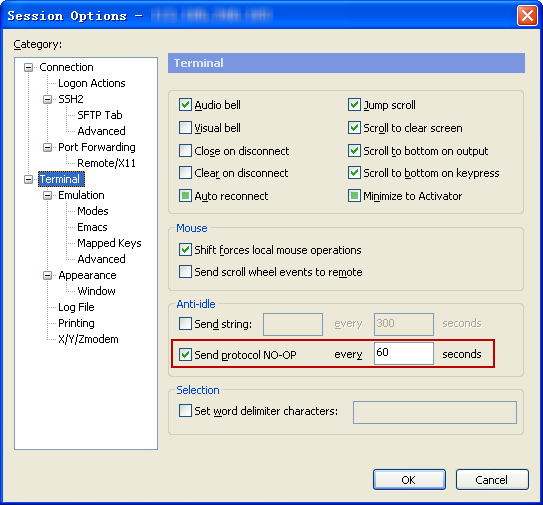 Session Options -
Category:
Connection
Logon Actions
SSH2
SFTP Tab
Advanced
Port Forwarding
Remote/X11
Terminal
Emulation
Modes
Emacs
Mapped Keys
Advanced
Appearance
Window
Log File
Printing
X/Y/Zmodem
Terminal
Audio bell Jump scroll
Visual bell Scroll to clear screen
Close on disconnect Scroll to bottom on output
Clear on disconnect Scroll to bottom on keypress
Auto reconnect Minimize to Activator
Mouse
Shift forces local mouse operations
Send scroll wheel events to remote
Anti-idle
Send string: every 300 seconds
Send protocol NO-OP every 60 seconds
Selection
Set word delimiter characters:
OK Cancel